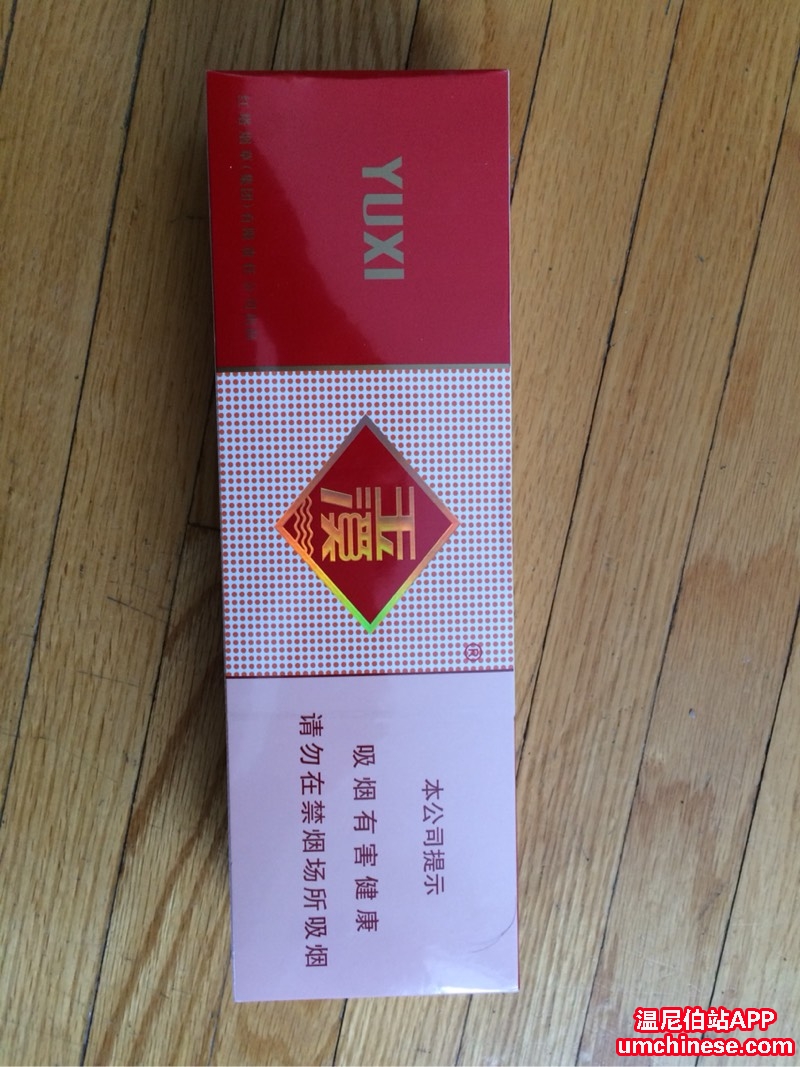 YUXI
玉溪
®
本公司提示
吸烟有害健康
请勿在禁烟场所吸烟
温尼伯站APP
umchinese.com